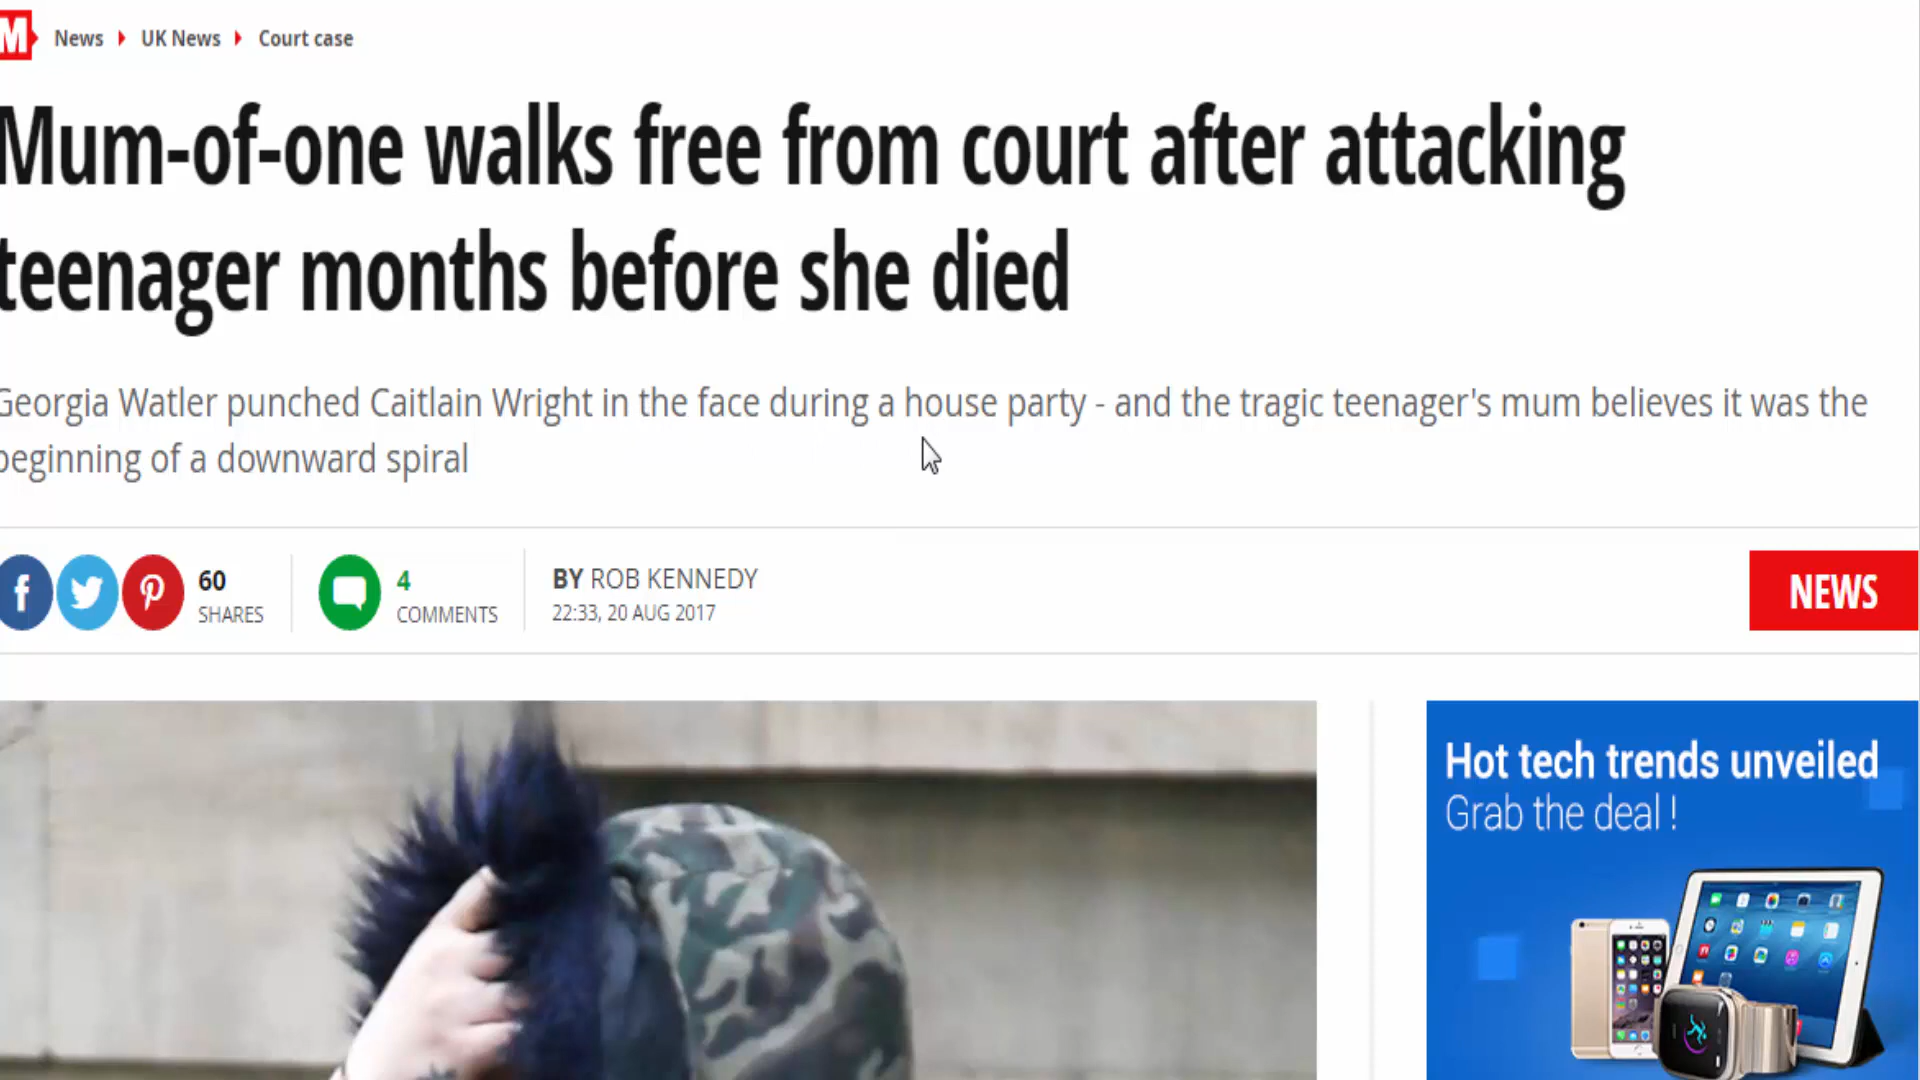 M News UK News Court case
Mum-of-one walks free from court after attacking
teenager months before she died
Georgia Watler punched Caitlain Wright in the face during a house party - and the tragic teenager's mum believes it was the
beginning of a downward spiral
60
SHARES
4
COMMENTS
BY ROB KENNEDY
22:33, 20 AUG 2017
NEWS
Hot tech trends unveiled
Grab the deal !